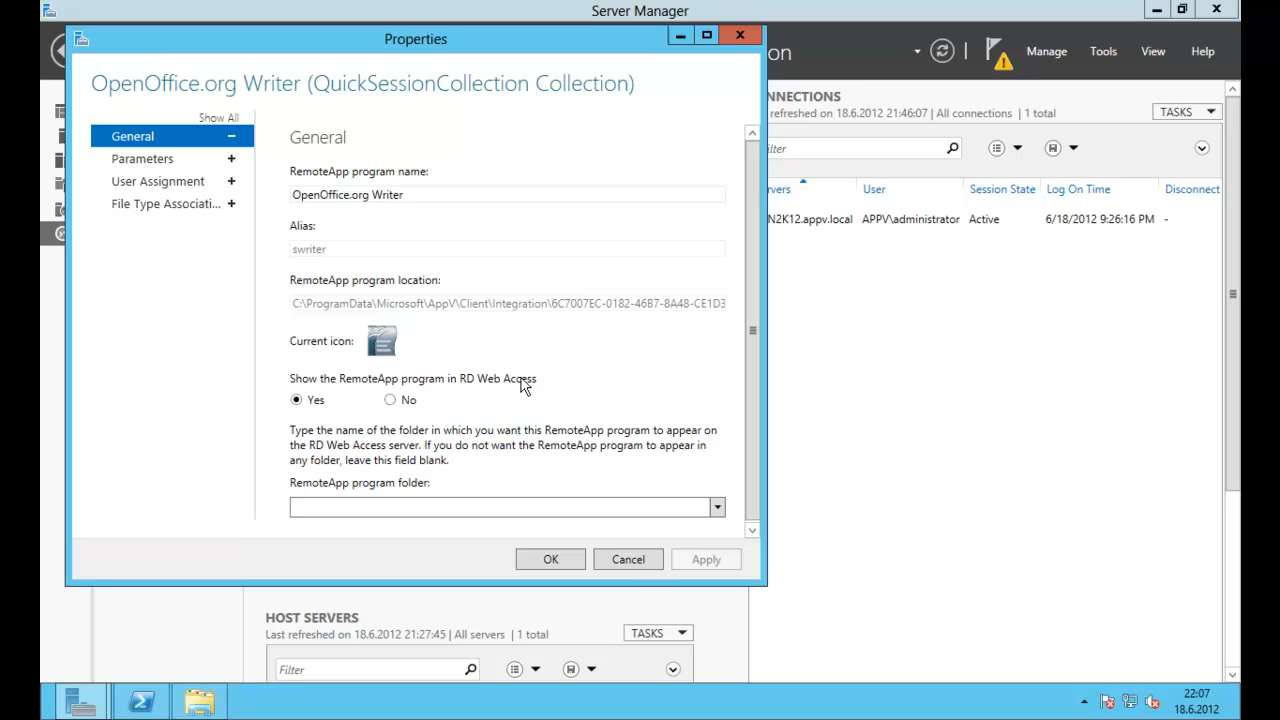 Server Manager
Properties
on
Manage
Tools
View
Help
OpenOffice.org Writer (QuickSessionCollection Collection)
Show All
General
Parameters
User Assignment
File Type Associati...
General
RemoteApp program name:
OpenOffice.org Writer
Alias:
swriter
RemoteApp program location:
C:\ProgramData\Microsoft\AppV\Client\Integration\6C7007EC-0182-46B7-8A48-CE1D3
Current icon:
Show the RemoteApp program in RD Web Access
Yes
No
Type the name of the folder in which you want this RemoteApp program to appear on
the RD Web Access server. If you do not want the RemoteApp program to appear in
any folder, leave this field blank.
RemoteApp program folder:
OK
Cancel
Apply
NNECTIONS
refreshed on 18.6.2012 21:46:07 | All connections | 1 total
TASKS
ilter
rvers
User
Session State
Log On Time
Disconnect
N2K12.appv.local
APPV\administrator
Active
6/18/2012 9:26:16 PM
-
HOST SERVERS
Last refreshed on 18.6.2012 21:27:45 | All servers | 1 total
TASKS
Filter
22:07
18.6.2012